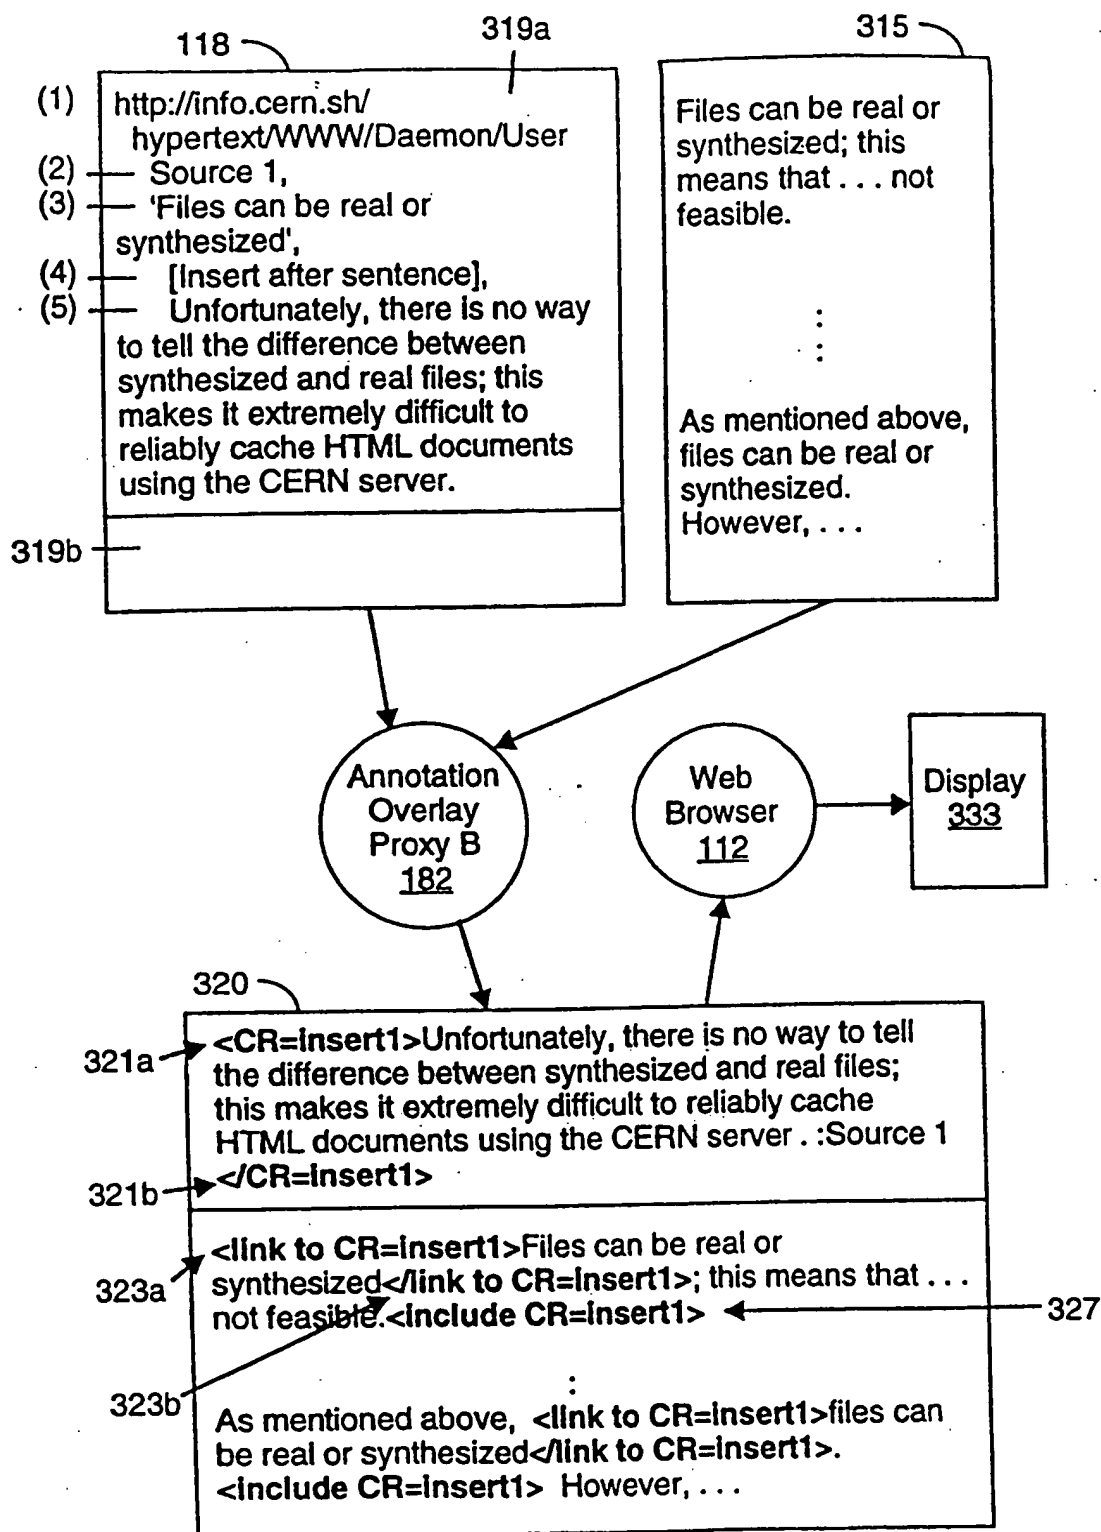 118
319a
315
(1) http://info.cern.sh/
hypertext/WWW/Daemon/User
(2) Source 1,
(3) 'Files can be real or
synthesized',
(4) [Insert after sentence],
(5) Unfortunately, there is no way
to tell the difference between
synthesized and real files; this
makes it extremely difficult to
reliably cache HTML documents
using the CERN server.
319b
Files can be real or
synthesized; this
means that . . . not
feasible.
As mentioned above,
files can be real or
synthesized.
However, . . .
Annotation
Overlay
Proxy B
182
Web
Browser
112
Display
333
320
321a
<CR=insert1>Unfortunately, there is no way to tell
the difference between synthesized and real files;
this makes it extremely difficult to reliably cache
HTML documents using the CERN server . :Source 1
321b
</CR=insert1>
323a
<link to CR=insert1>Files can be real or
synthesized</link to CR=insert1>; this means that . . .
not feasible.<include CR=insert1>
327
323b
As mentioned above, <link to CR=insert1>files can
be real or synthesized</link to CR=insert1>.
<include CR=insert1> However, . . .